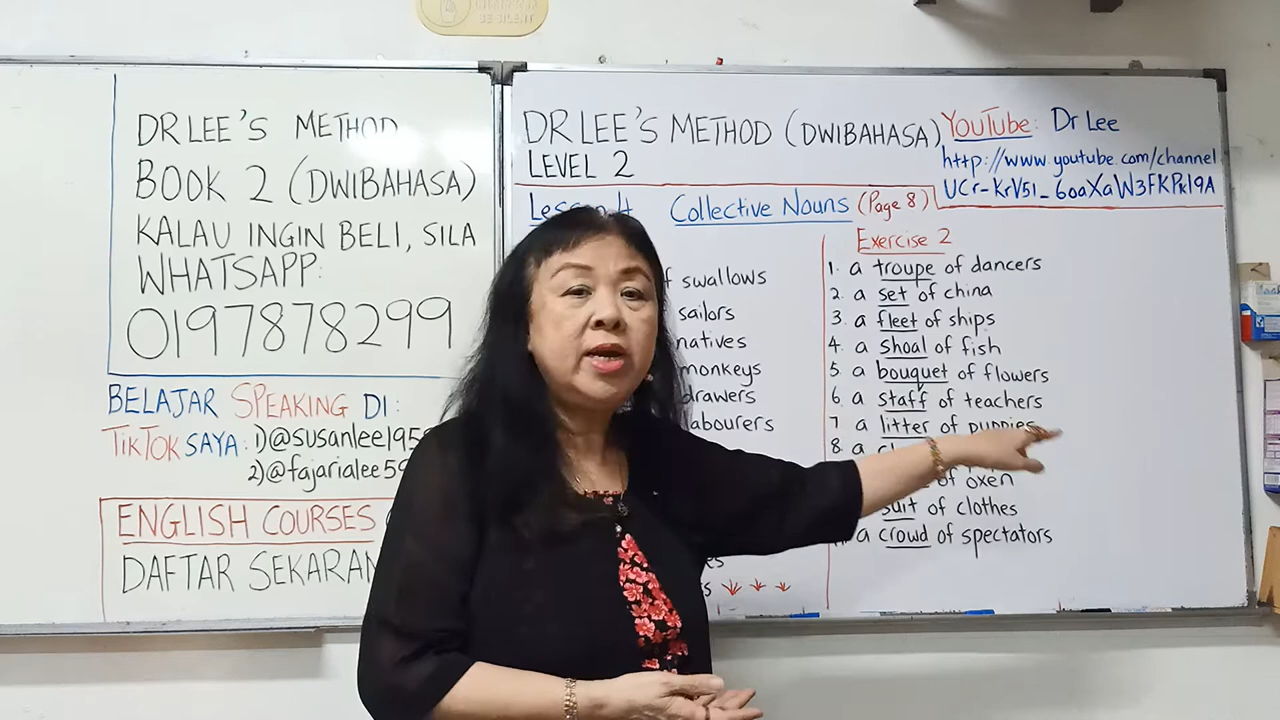 BE SILENT
DR LEE'S METHOD
BOOK 2 (DWIBAHASA)
KALAU INGIN BELI, SILA
WHATSAPP:
0197878299
BELAJAR SPEAKING DI:
TIKTOK SAYA: 1) @susanlee195
2) @fajarialee59
ENGLISH COURSES
DAFTAR SEKARAN
DR LEE'S METHOD (DWIBAHASA)
LEVEL 2
YouTube: Dr Lee
http://www.youtube.com/channel
UCr-KrV51_6oaXaW3FKPkl9A
Lesson 4 Collective Nouns (Page 8)
swallows
sailors
natives
monkeys
drawers
labourers
Exercise 2
1. a troupe of dancers
2. a set of china
3. a fleet of ships
4. a shoal of fish
5. a bouquet of flowers
6. a staff of teachers
7 a litter of puppies
8. a
of oxen
suit of clothes
a crowd of spectators